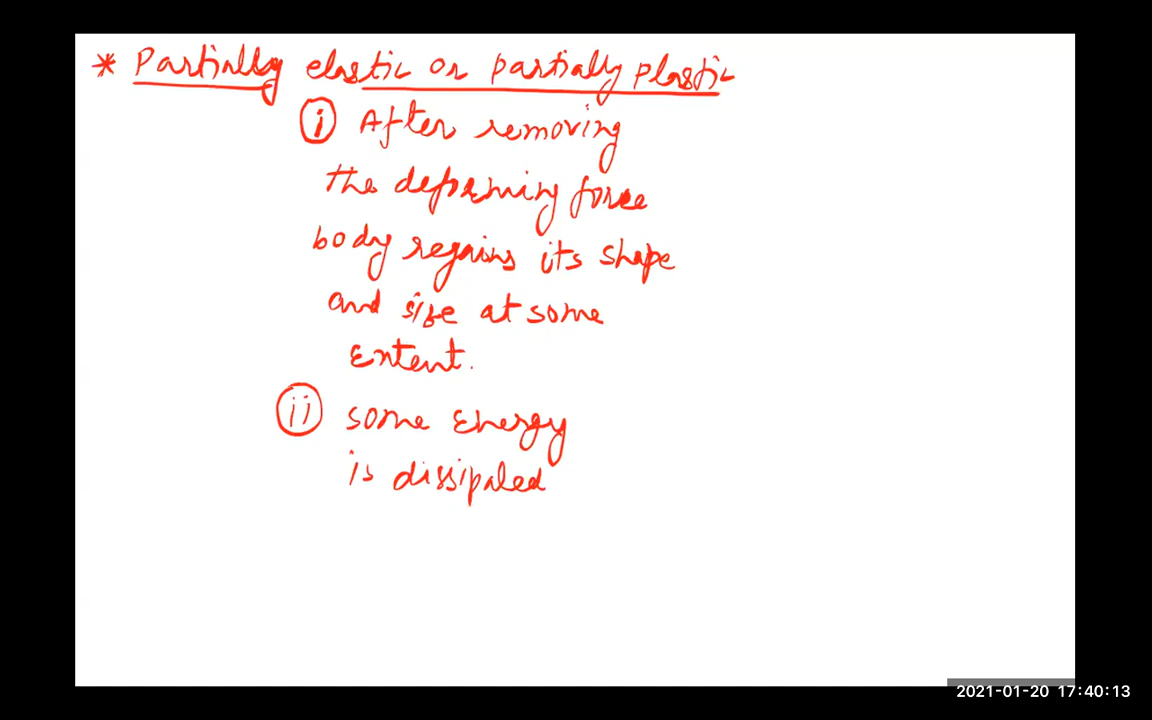 * Partially elastic or partially plastic
(i) After removing
the deforming force
body regains its shape
and size at some
Extent.
(ii) some Energy
is dissipated
2021-01-20 17:40:13